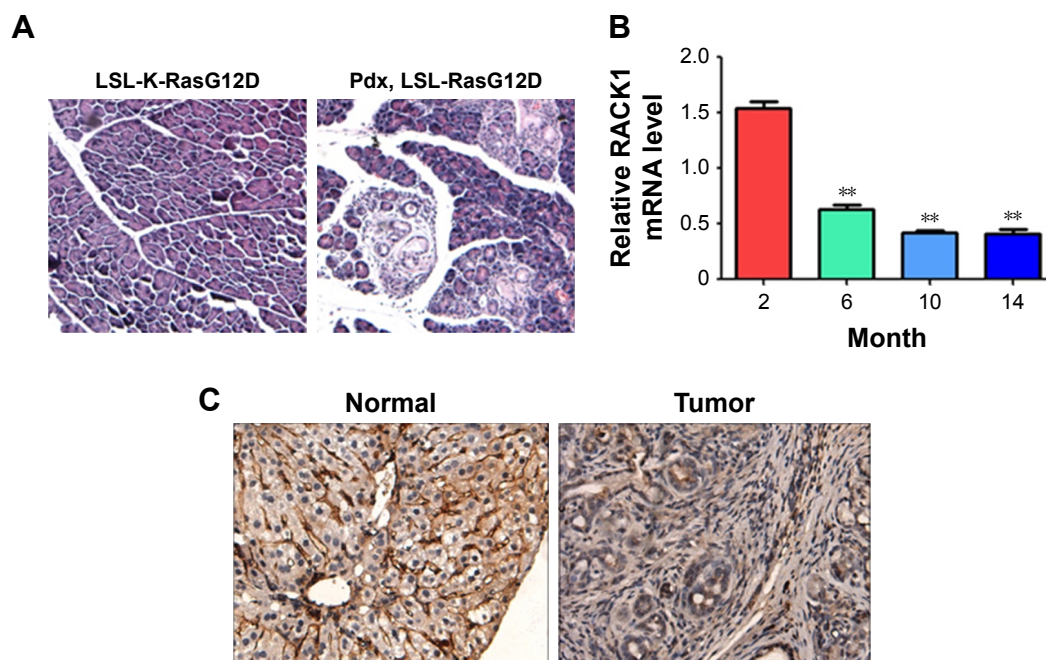 A
LSL-K-RasG12D
Pdx, LSL-RasG12D
B
Relative RACK1
mRNA level
2.0
1.5
1.0
0.5
0
**
**
**
2 6 10 14
Month
C
Normal
Tumor